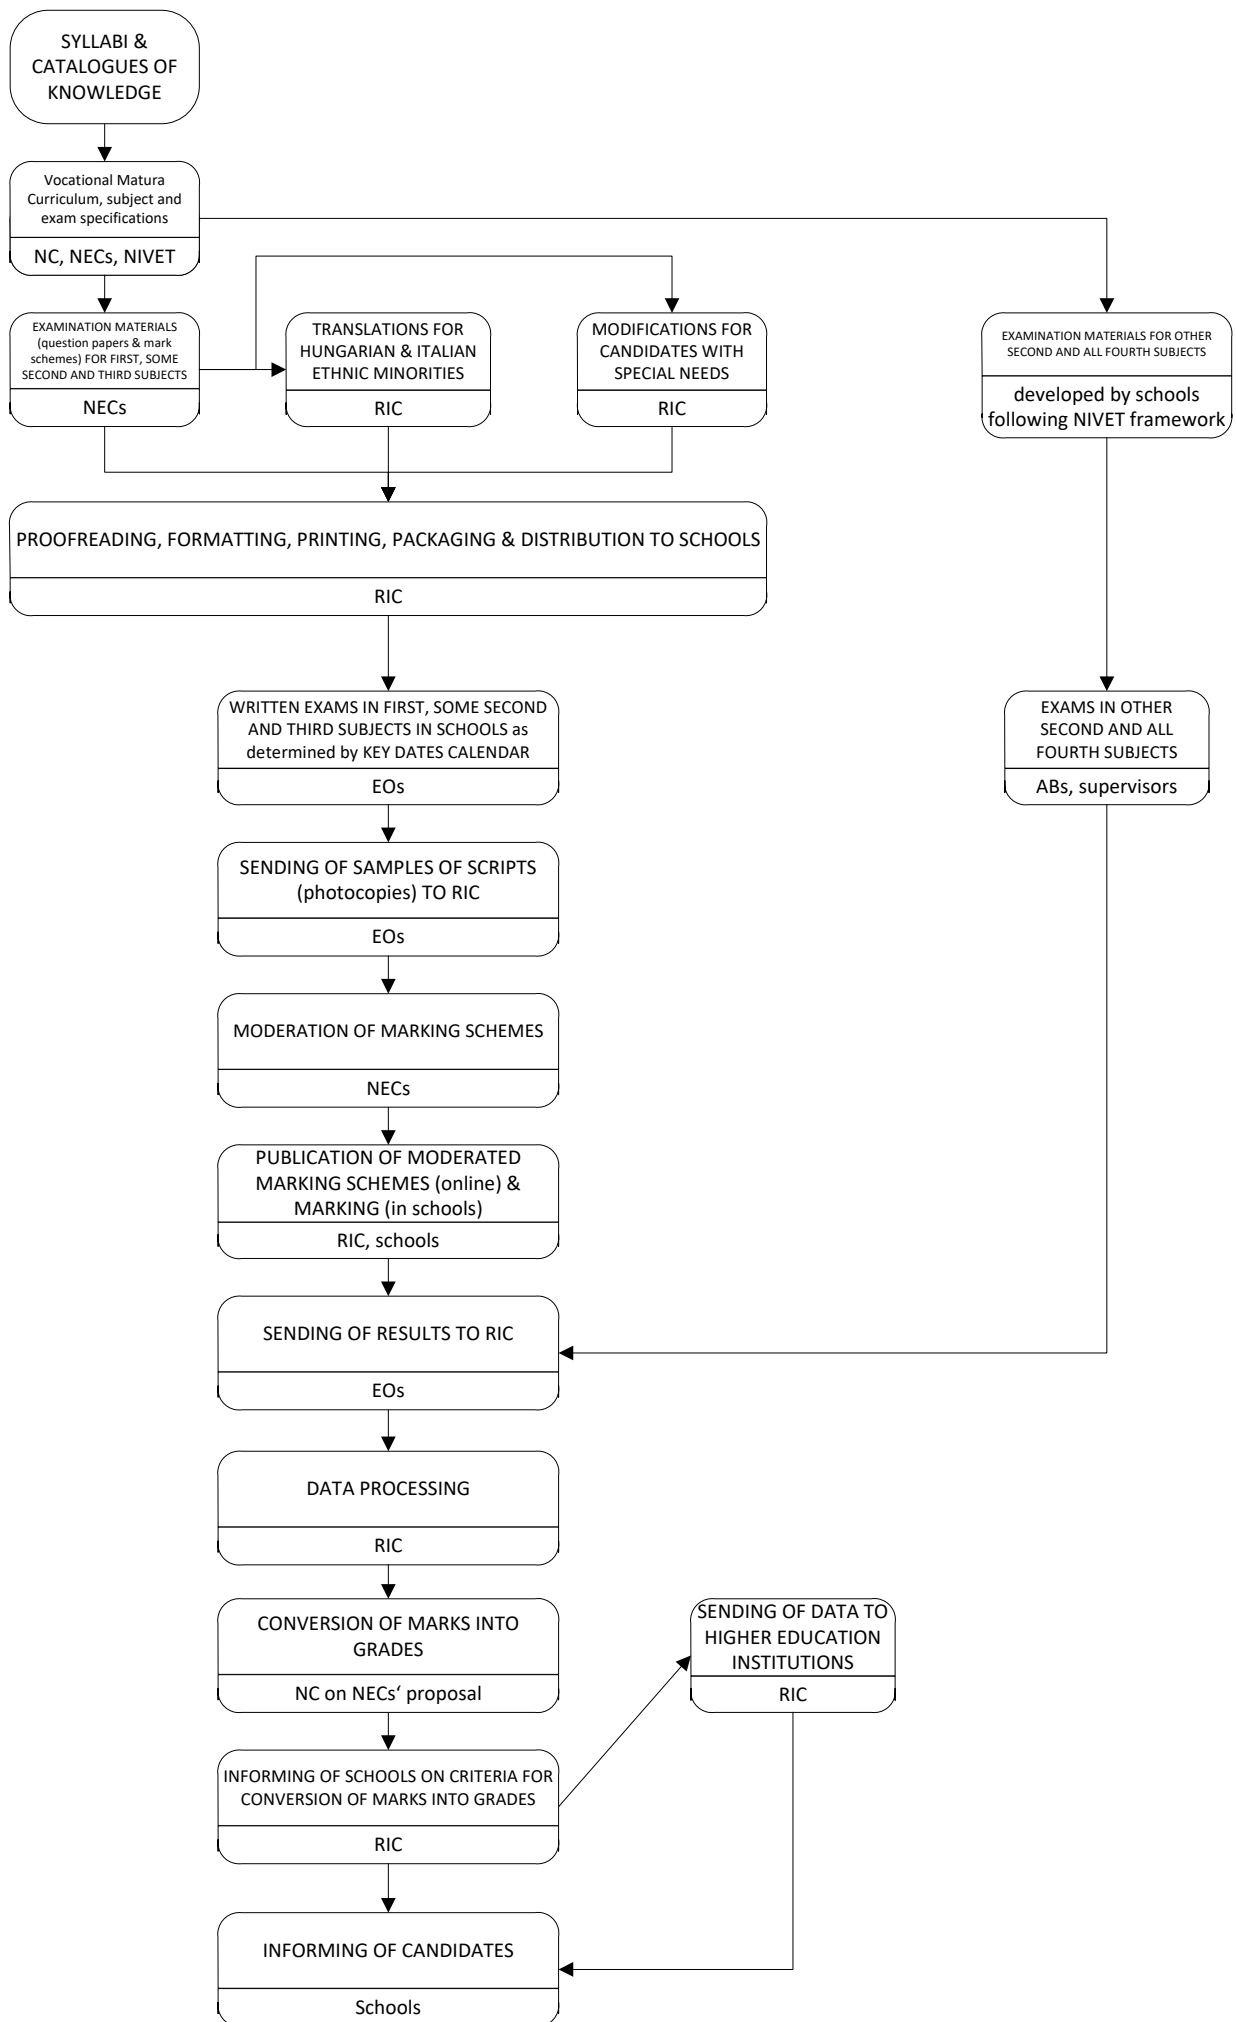 SYLLABI &
CATALOGUES OF
KNOWLEDGE
Vocational Matura
Curriculum, subject and
exam specifications
NC, NECs, NIVET
EXAMINATION MATERIALS
(question papers & mark
schemes) FOR FIRST, SOME
SECOND AND THIRD SUBJECTS
NECs
TRANSLATIONS FOR
HUNGARIAN & ITALIAN
ETHNIC MINORITIES
RIC
MODIFICATIONS FOR
CANDIDATES WITH
SPECIAL NEEDS
RIC
EXAMINATION MATERIALS FOR OTHER
SECOND AND ALL FOURTH SUBJECTS
developed by schools
following NIVET framework
PROOFREADING, FORMATTING, PRINTING, PACKAGING & DISTRIBUTION TO SCHOOLS
RIC
WRITTEN EXAMS IN FIRST, SOME SECOND
AND THIRD SUBJECTS IN SCHOOLS as
determined by KEY DATES CALENDAR
EOs
EXAMS IN OTHER
SECOND AND ALL
FOURTH SUBJECTS
ABs, supervisors
SENDING OF SAMPLES OF SCRIPTS
(photocopies) TO RIC
EOs
MODERATION OF MARKING SCHEMES
NECs
PUBLICATION OF MODERATED
MARKING SCHEMES (online) &
MARKING (in schools)
RIC, schools
SENDING OF RESULTS TO RIC
EOs
DATA PROCESSING
RIC
CONVERSION OF MARKS INTO
GRADES
NC on NECs‘ proposal
SENDING OF DATA TO
HIGHER EDUCATION
INSTITUTIONS
RIC
INFORMING OF SCHOOLS ON CRITERIA FOR
CONVERSION OF MARKS INTO GRADES
RIC
INFORMING OF CANDIDATES
Schools